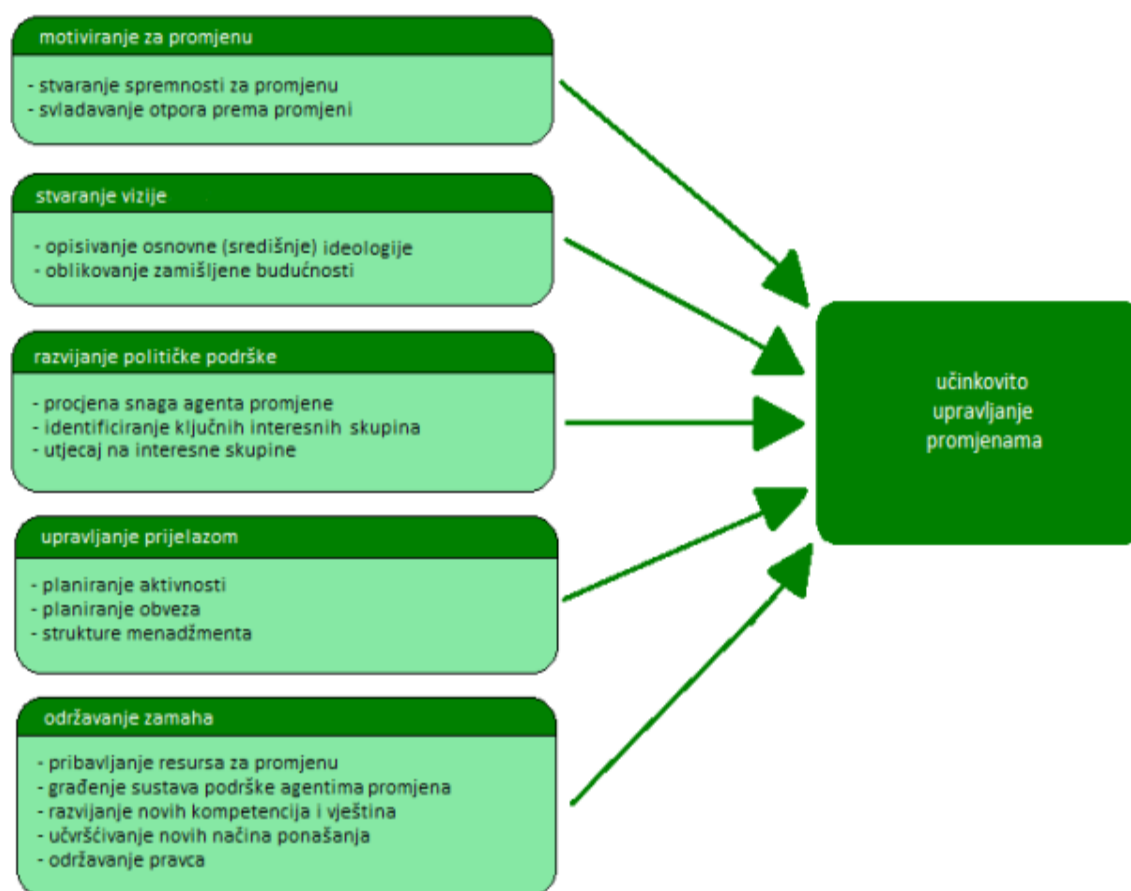 motiviranje za promjenu
- stvaranje spremnosti za promjenu
- svladavanje otpora prema promjeni
stvaranje vizije
- opisivanje osnovne (središnje) ideologije
- oblikovanje zamišljene budućnosti
razvijanje političke podrške
- procjena snaga agenta promjene
- identificiranje ključnih interesnih skupina
- utjecaj na interesne skupine
upravljanje prijelazom
- planiranje aktivnosti
- planiranje obveza
- strukture menadžmenta
održavanje zamaha
- pribavljanje resursa za promjenu
- građenje sustava podrške agentima promjena
- razvijanje novih kompetencija i vještina
- učvršćivanje novih načina ponašanja
- održavanje pravca
učinkovito
upravljanje
promjenama